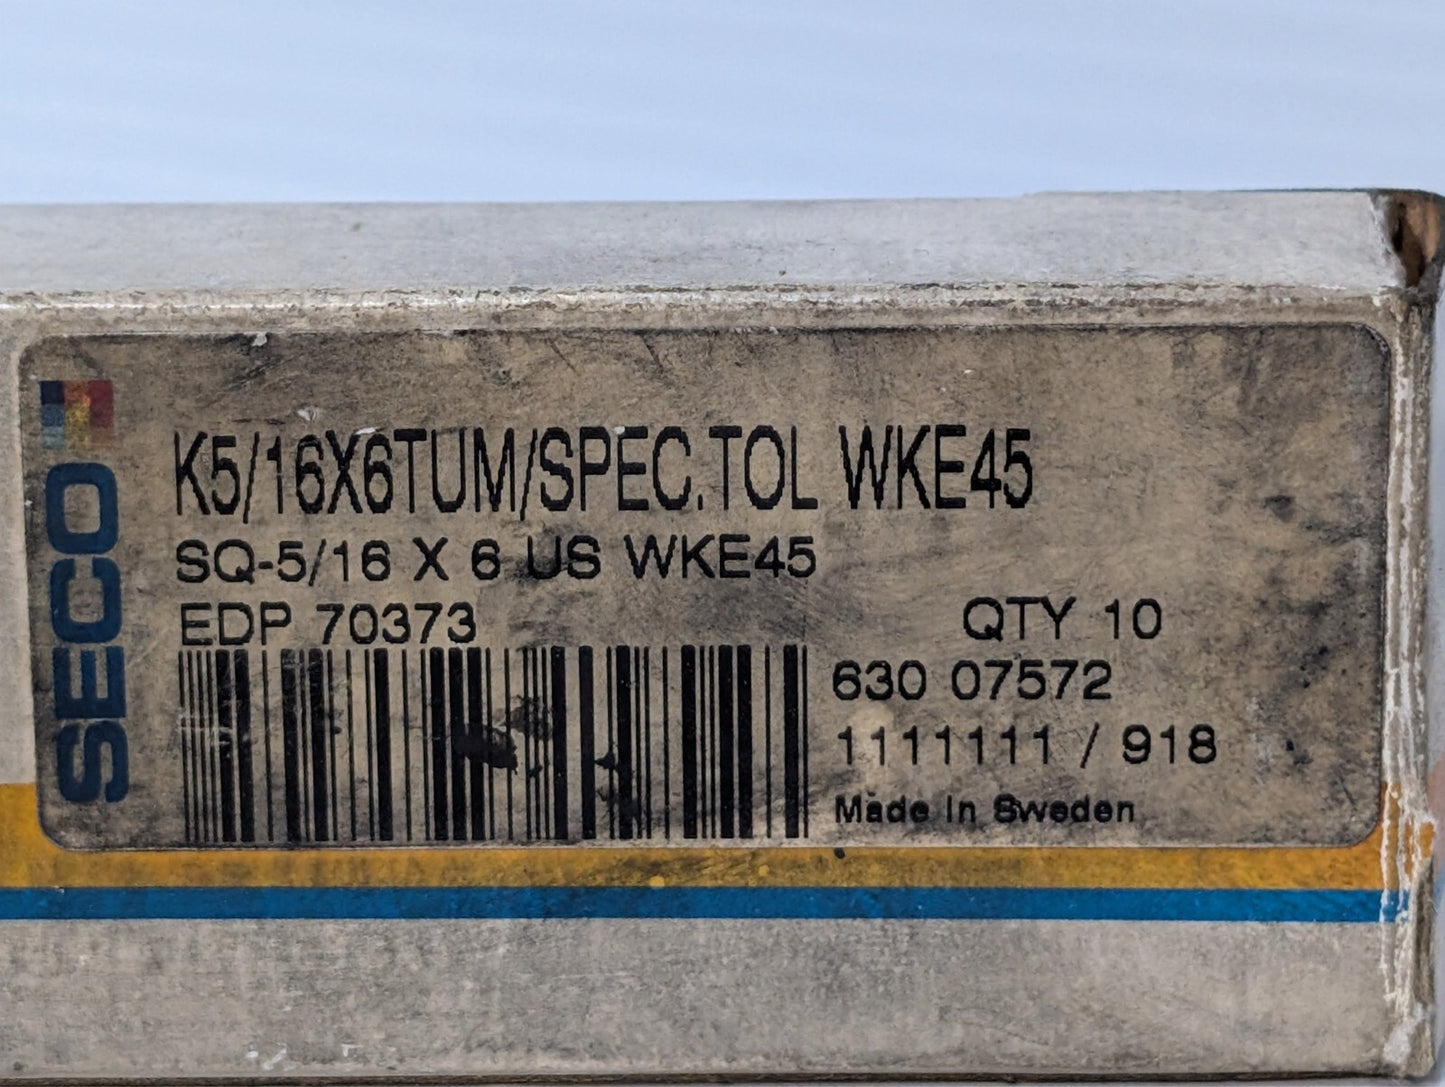 SECO
K5/16X6TUM/SPEC.TOL WKE45
SQ-5/16 X 6 US WKE45
EDP 70373
QTY 10
630 07572
1111111 / 918
Made In Sweden